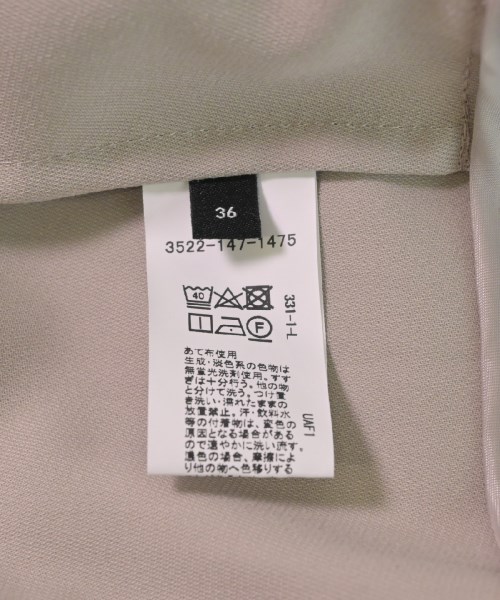 36
3522-147-1475
40
F
331-1-L
あて布使用
生成・淡色系の色物は
無蛍光洗剤使用。すす
ぎは十分行う。他の物
と分けて洗う。つけ置
き洗い・濡れたままの
放置禁止。汗・飲料水
等の付着物は、変色の
原因となる場合がある
ので速やかに洗い流す。
濃色の場合、摩擦によ
り他の物へ色移りする
UAF1